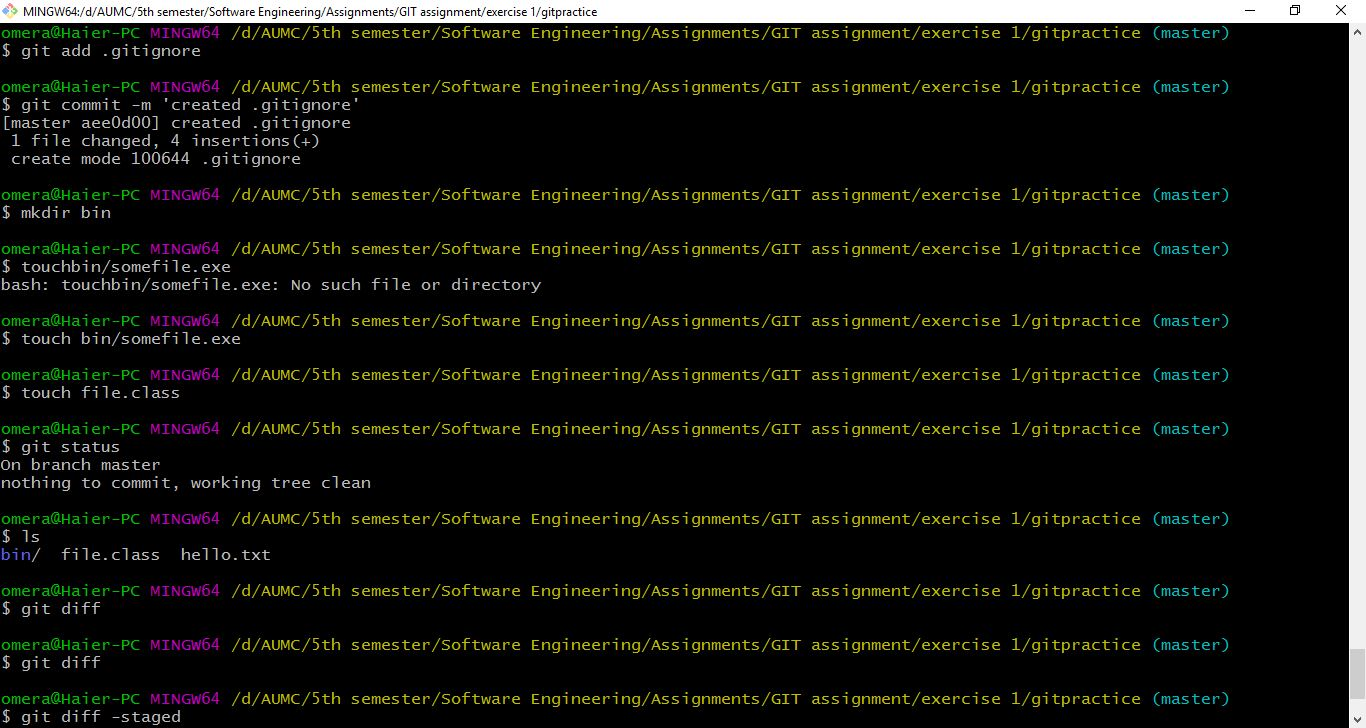 MINGW64:/d/AUMC/5th semester/Software Engineering/Assignments/GIT assignment/exercise 1/gitpractice
omera@Haier-PC MINGW64 /d/AUMC/5th semester/Software Engineering/Assignments/GIT assignment/exercise 1/gitpractice (master)
$ git add .gitignore
omera@Haier-PC MINGW64 /d/AUMC/5th semester/Software Engineering/Assignments/GIT assignment/exercise 1/gitpractice (master)
$ git commit -m 'created .gitignore'
[master aee0d00] created .gitignore
1 file changed, 4 insertions(+)
create mode 100644 .gitignore
omera@Haier-PC MINGW64 /d/AUMC/5th semester/Software Engineering/Assignments/GIT assignment/exercise 1/gitpractice (master)
$ mkdir bin
omera@Haier-PC MINGW64 /d/AUMC/5th semester/Software Engineering/Assignments/GIT assignment/exercise 1/gitpractice (master)
$ touchbin/somefile.exe
bash: touchbin/somefile.exe: No such file or directory
omera@Haier-PC MINGW64 /d/AUMC/5th semester/Software Engineering/Assignments/GIT assignment/exercise 1/gitpractice (master)
$ touch bin/somefile.exe
omera@Haier-PC MINGW64 /d/AUMC/5th semester/Software Engineering/Assignments/GIT assignment/exercise 1/gitpractice (master)
$ touch file.class
omera@Haier-PC MINGW64 /d/AUMC/5th semester/Software Engineering/Assignments/GIT assignment/exercise 1/gitpractice (master)
$ git status
On branch master
nothing to commit, working tree clean
omera@Haier-PC MINGW64 /d/AUMC/5th semester/Software Engineering/Assignments/GIT assignment/exercise 1/gitpractice (master)
$ ls
bin/ file.class hello.txt
omera@Haier-PC MINGW64 /d/AUMC/5th semester/Software Engineering/Assignments/GIT assignment/exercise 1/gitpractice (master)
$ git diff
omera@Haier-PC MINGW64 /d/AUMC/5th semester/Software Engineering/Assignments/GIT assignment/exercise 1/gitpractice (master)
$ git diff
omera@Haier-PC MINGW64 /d/AUMC/5th semester/Software Engineering/Assignments/GIT assignment/exercise 1/gitpractice (master)
$ git diff -staged